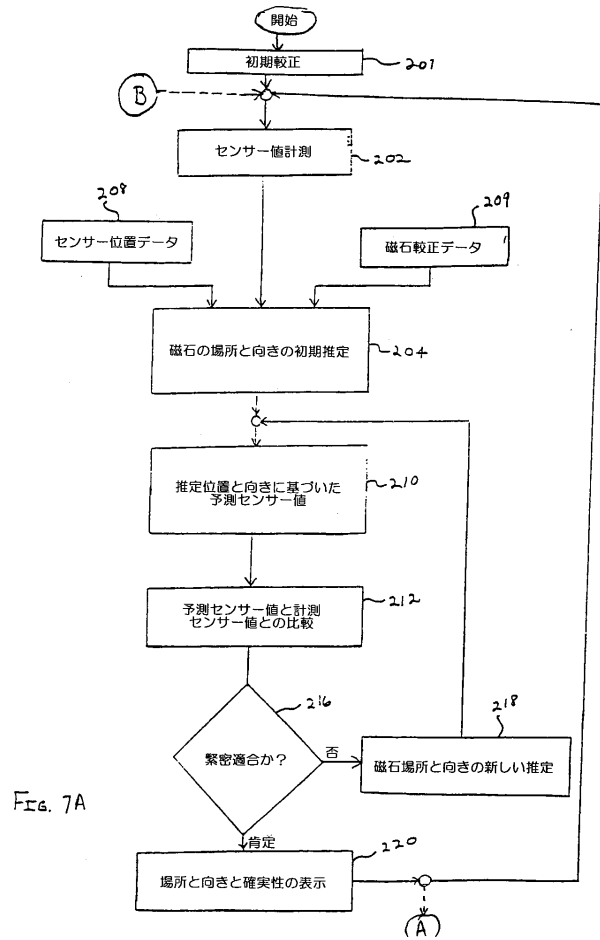 開始
初期較正
201
B
センサー値計測
202
208
センサー位置データ
209
磁石較正データ
磁石の場所と向きの初期推定
204
推定位置と向きに基づいた
予測センサー値
210
予測センサー値と計測
センサー値との比較
212
216
緊密適合か?
否
218
磁石場所と向きの新しい推定
FIG. 7A
肯定
220
場所と向きと確実性の表示
A